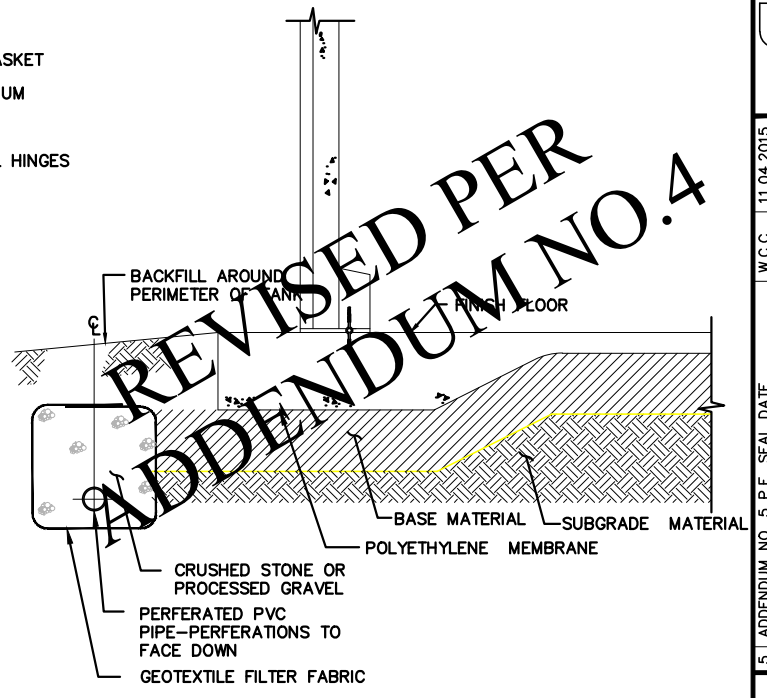 ASKET
UM
HINGES
BACKFILL AROUND
PERIMETER OF TANK
FINISH FLOOR
℄
REVISED PER
ADDENDUM NO.4
BASE MATERIAL
SUBGRADE MATERIAL
POLYETHYLENE MEMBRANE
CRUSHED STONE OR
PROCESSED GRAVEL
PERFERATED PVC
PIPE-PERFERATIONS TO
FACE DOWN
GEOTEXTILE FILTER FABRIC
5 ADDENDUM NO. 5 P.E. SEAL DATE W.C.C. 11.04.2015